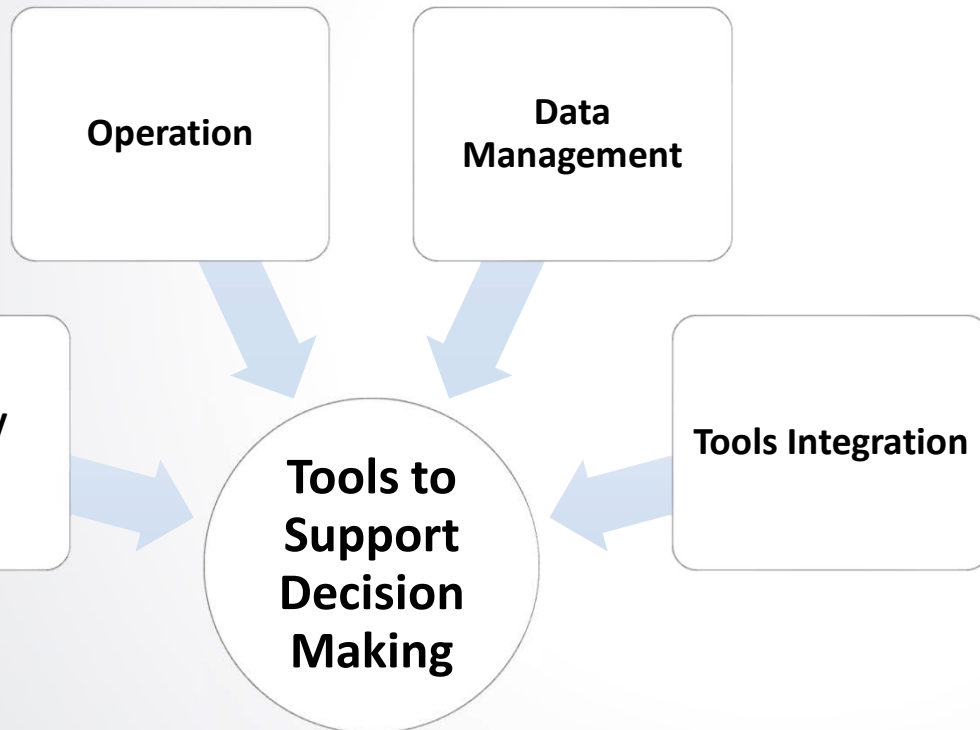 Operation
Data
Management
Tools Integration
Tools to
Support
Decision
Making